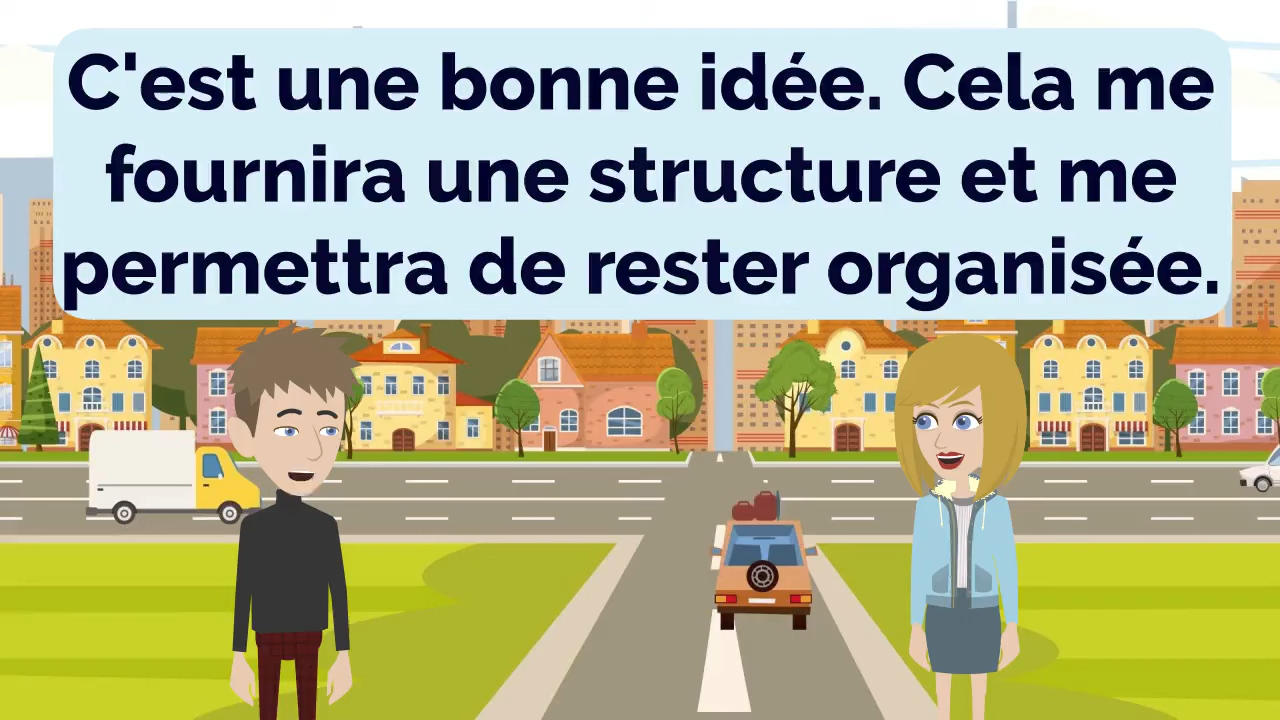 C'est une bonne idée. Cela me
fournira une structure et me
permettra de rester organisée.